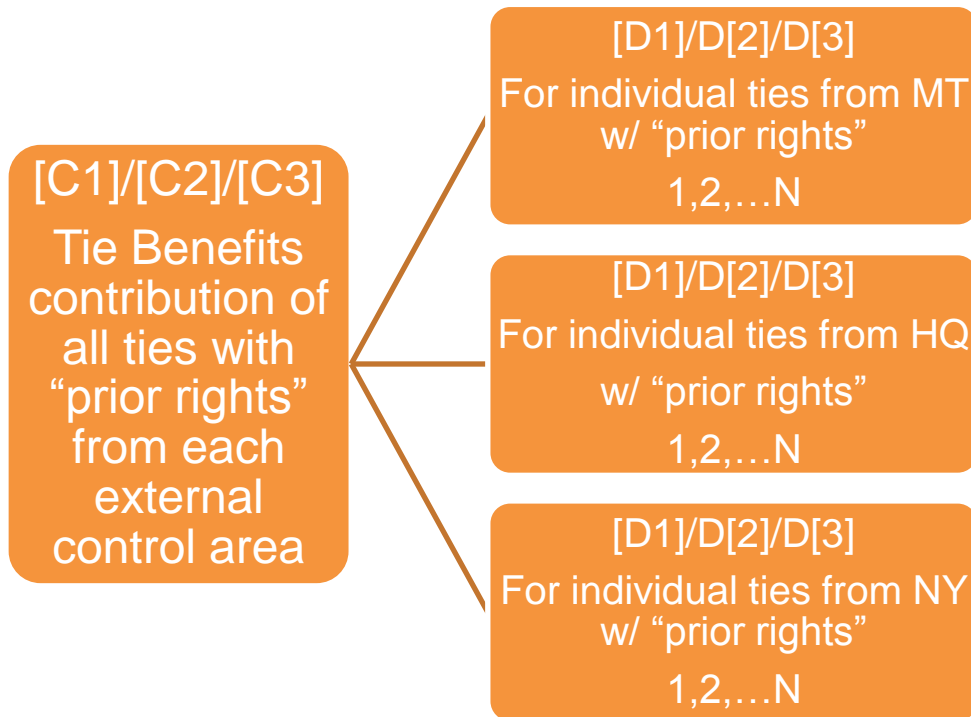 [C1]/[C2]/[C3]
Tie Benefits
contribution of
all ties with
“prior rights”
from each
external
control area
[D1]/D[2]/D[3]
For individual ties from MT
w/ “prior rights”
1,2,…N
[D1]/D[2]/D[3]
For individual ties from HQ
w/ “prior rights”
1,2,…N
[D1]/D[2]/D[3]
For individual ties from NY
w/ “prior rights”
1,2,…N